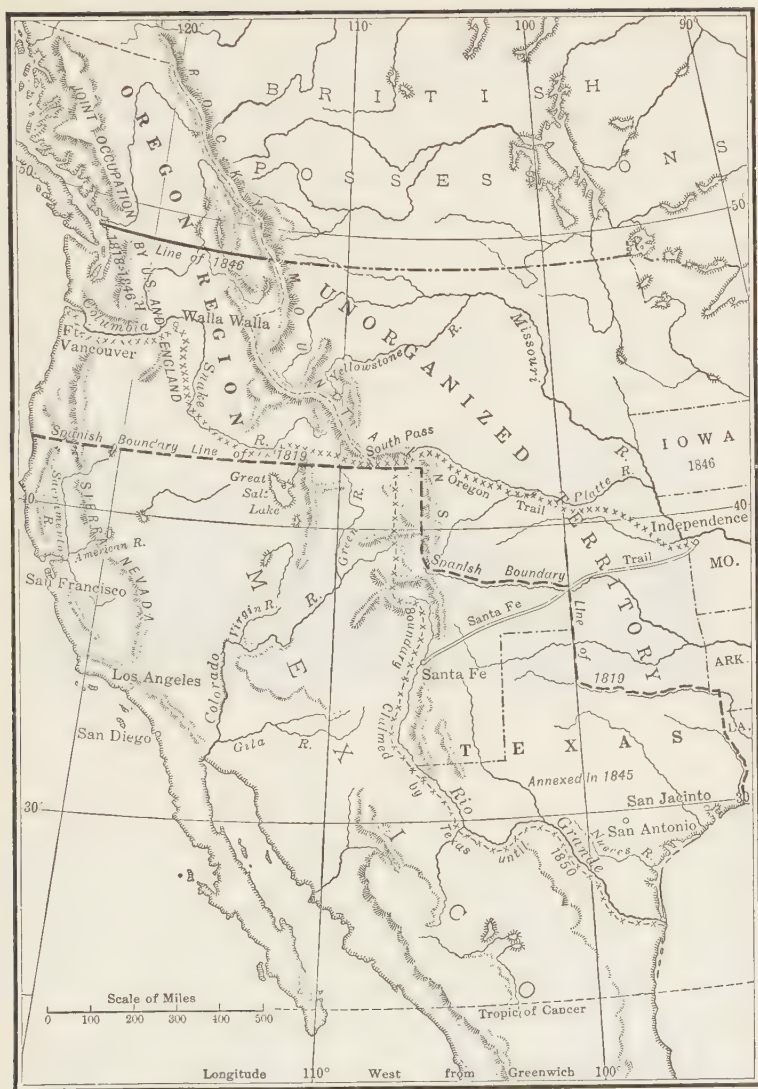 120°
110°
100°
90°
BRITISH
POSSESSIONS
ROCKY MOUNTAINS
OREGON REGION
JOINT OCCUPATION
BY U.S. AND ENGLAND
1818-1846
50°
50°
Line of 1846
Columbia
Walla Walla
Ft.
Vancouver
Snake
R.
UNORGANIZED
TERRITORY
Yellowstone R.
Missouri
R.
South Pass
Oregon Trail
Platte R.
IOWA
1846
Spanish Boundary Line of 1819
40
40
Great
Salt
Lake
Green R.
Sacramento R.
SIERRA NEVADA
American R.
San Francisco
Independence
MO.
Spanish Boundary
Line of
1819
Santa Fe Trail
Santa Fe
ARK.
LA.
Virgin R.
Colorado R.
Los Angeles
San Diego
Gila R.
MEXICO
Boundary Claimed by Texas until 1850
TEXAS
Annexed in 1845
Rio Grande
San Jacinto
San Antonio
Nueces R.
30°
30
Scale of Miles
0 100 200 300 400 500
Tropic of Cancer
Longitude 110° West from Greenwich 100°